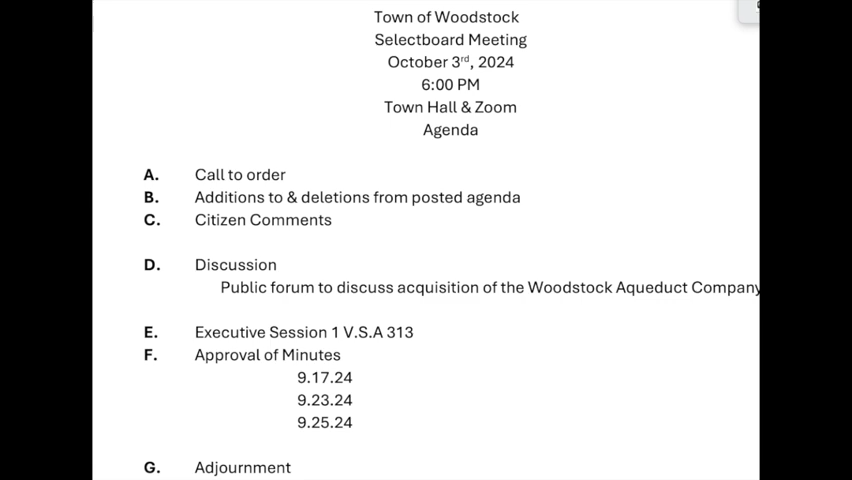 Town of Woodstock
Selectboard Meeting
October 3rd, 2024
6:00 PM
Town Hall & Zoom
Agenda
A. Call to order
B. Additions to & deletions from posted agenda
C. Citizen Comments
D. Discussion
Public forum to discuss acquisition of the Woodstock Aqueduct Company
E. Executive Session 1 V.S.A 313
F. Approval of Minutes
9.17.24
9.23.24
9.25.24
G. Adjournment